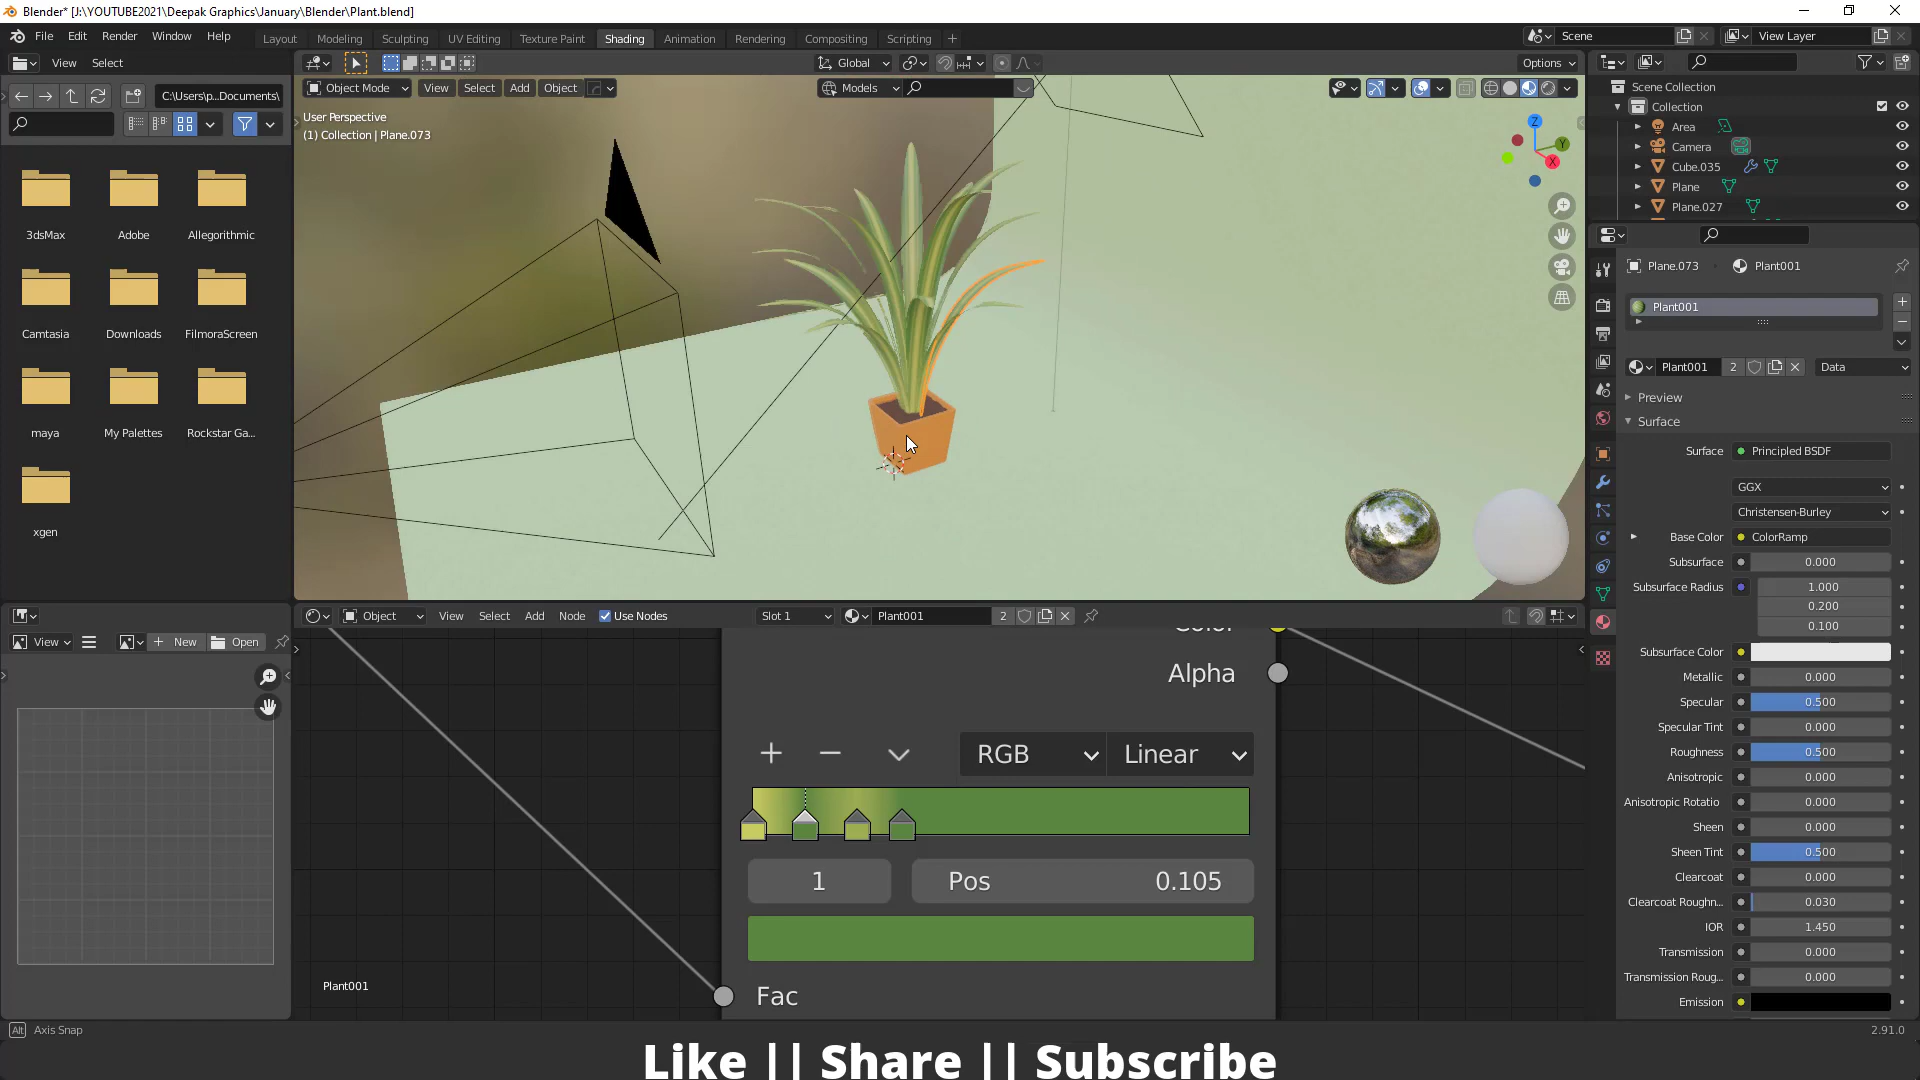 Blender* [J:\YOUTUBE2021\Deepak Graphics\January\Blender\Plant.blend]
File Edit Render Window Help
Layout Modeling Sculpting UV Editing Texture Paint Shading Animation Rendering Compositing Scripting
Scene
View Layer
View Select
Global
Options
C:\Users\p...Documents\
Object Mode View Select Add Object
Models
User Perspective
(1) Collection | Plane.073
Z
Y
X
3dsMax Adobe Allegorithmic
Camtasia Downloads FilmoraScreen
maya My Palettes Rockstar Ga...
xgen
Scene Collection
Collection
Area
Camera
Cube.035
Plane
Plane.027
Plane.073 Plant001
Plant001
Plant001 2 Data
Preview
Surface
Surface Principled BSDF
GGX
Christensen-Burley
Base Color ColorRamp
Subsurface 0.000
Subsurface Radius 1.000
0.200
0.100
Subsurface Color
Metallic 0.000
Specular 0.500
Specular Tint 0.000
Roughness 0.500
Anisotropic 0.000
Anisotropic Rotatio 0.000
Sheen 0.000
Sheen Tint 0.500
Clearcoat 0.000
Clearcoat Roughn... 0.030
IOR 1.450
Transmission 0.000
Transmission Roug... 0.000
Emission
View New Open
Object View Select Add Node Use Nodes Slot 1 Plant001 2
Color
Alpha
RGB Linear
1 Pos 0.105
Fac
Plant001
Alt Axis Snap
2.91.0
Like || Share || Subscribe